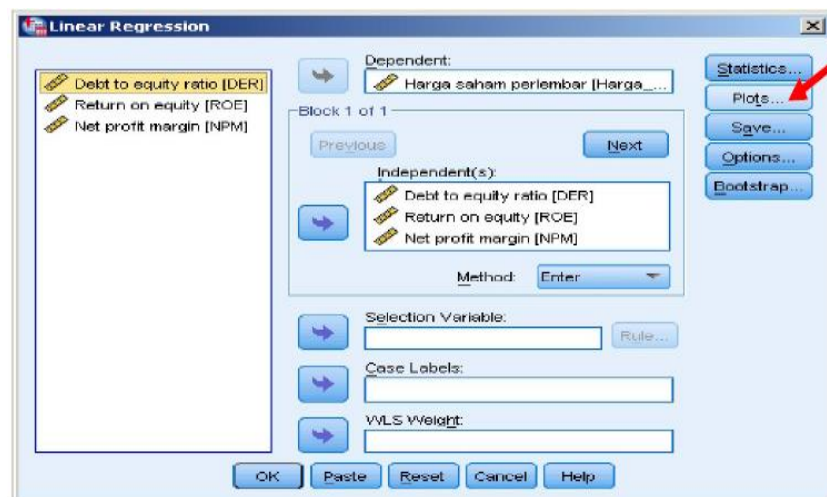 Linear Regression
Debt to equity ratio [DER]
Return on equity [ROE]
Net profit margin [NPM]
Dependent:
Harga saham perlembar [Harga_...
Block 1 of 1
Previous
Next
Independent(s):
Debt to equity ratio [DER]
Return on equity [ROE]
Net profit margin [NPM]
Method: Enter
Selection Variable:
Rule...
Case Labels:
WLS Weight:
Statistics...
Plots...
Save...
Options...
Bootstrap...
OK Paste Reset Cancel Help